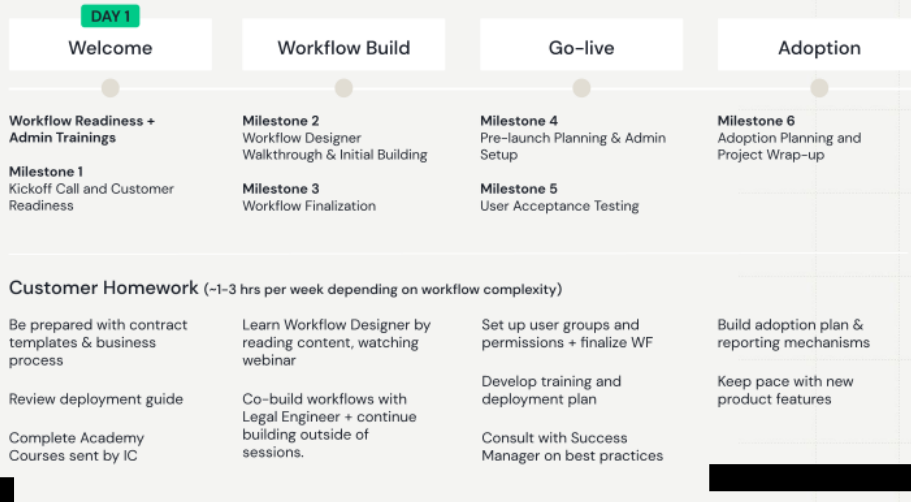 DAY 1
Welcome
Workflow Build
Go-live
Adoption
Workflow Readiness +
Admin Trainings
Milestone 1
Kickoff Call and Customer
Readiness
Milestone 2
Workflow Designer
Walkthrough & Initial Building
Milestone 3
Workflow Finalization
Milestone 4
Pre-launch Planning & Admin
Setup
Milestone 5
User Acceptance Testing
Milestone 6
Adoption Planning and
Project Wrap-up
Customer Homework (~1-3 hrs per week depending on workflow complexity)
Be prepared with contract
templates & business
process
Review deployment guide
Complete Academy
Courses sent by IC
Learn Workflow Designer by
reading content, watching
webinar
Co-build workflows with
Legal Engineer + continue
building outside of
sessions.
Set up user groups and
permissions + finalize WF
Develop training and
deployment plan
Consult with Success
Manager on best practices
Build adoption plan &
reporting mechanisms
Keep pace with new
product features